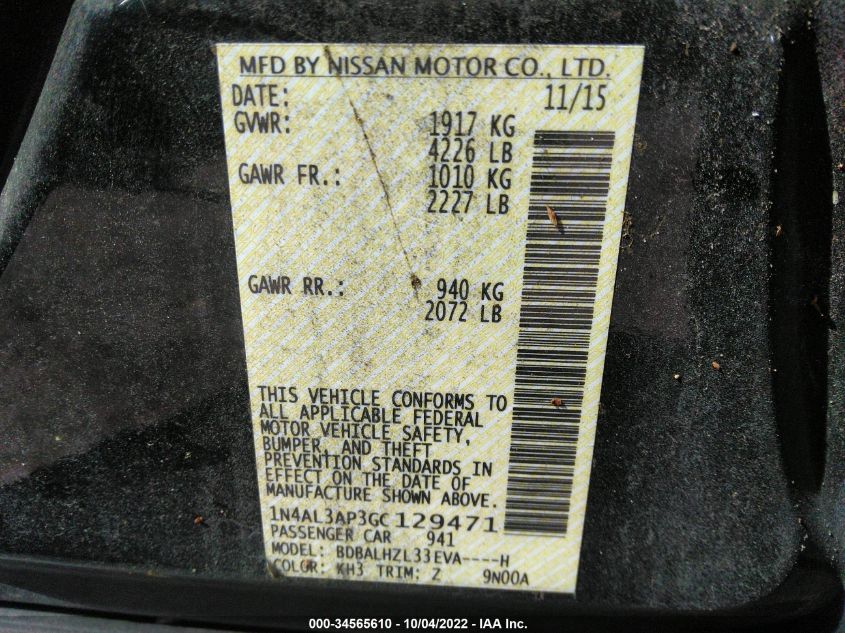 MFD BY NISSAN MOTOR CO., LTD.
DATE: 11/15
GVWR: 1917 KG
4226 LB
GAWR FR.: 1010 KG
2227 LB
GAWR RR.: 940 KG
2072 LB
THIS VEHICLE CONFORMS TO
ALL APPLICABLE FEDERAL
MOTOR VEHICLE SAFETY,
BUMPER, AND THEFT
PREVENTION STANDARDS IN
EFFECT ON THE DATE OF
MANUFACTURE SHOWN ABOVE.
1N4AL3AP3GC129471
PASSENGER CAR 941
MODEL: BDBALHZL33EVA----H
COLOR: KH3 TRIM: Z 9N00A
000-34565610 - 10/04/2022 - IAA Inc.